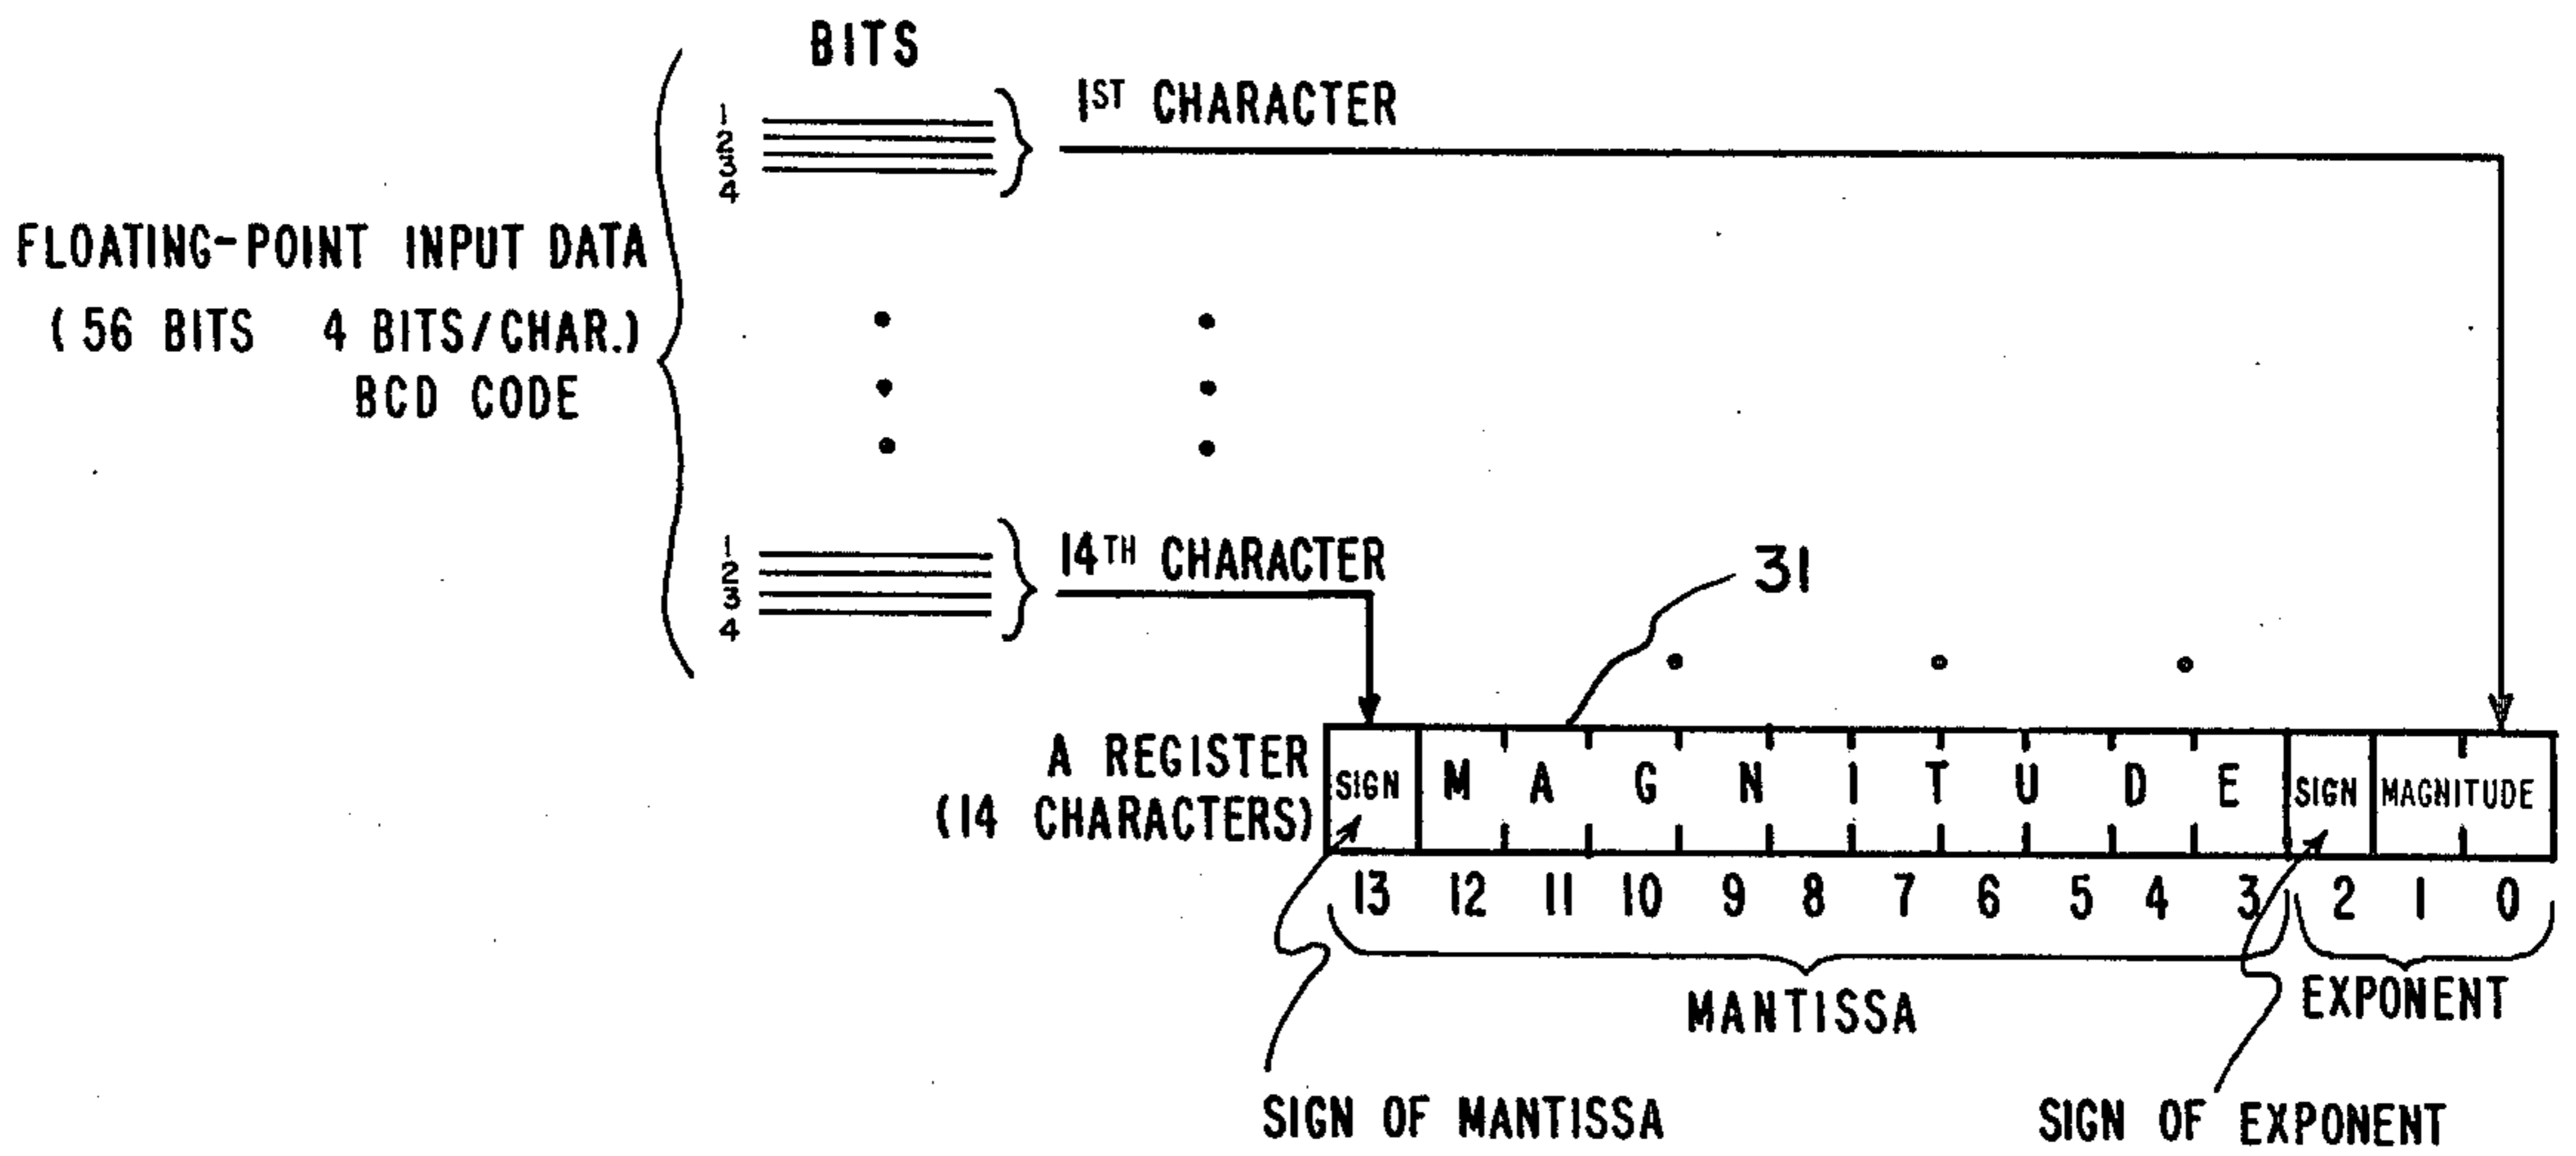 BITS
1
2
3
4
1ST CHARACTER
FLOATING-POINT INPUT DATA
(56 BITS 4 BITS/CHAR.)
BCD CODE
1
2
3
4
14TH CHARACTER
31
A REGISTER
(14 CHARACTERS)
SIGN MAGNITUDE SIGN MAGNITUDE
13 12 11 10 9 8 7 6 5 4 3 2 1 0
MANTISSA
EXPONENT
SIGN OF MANTISSA
SIGN OF EXPONENT